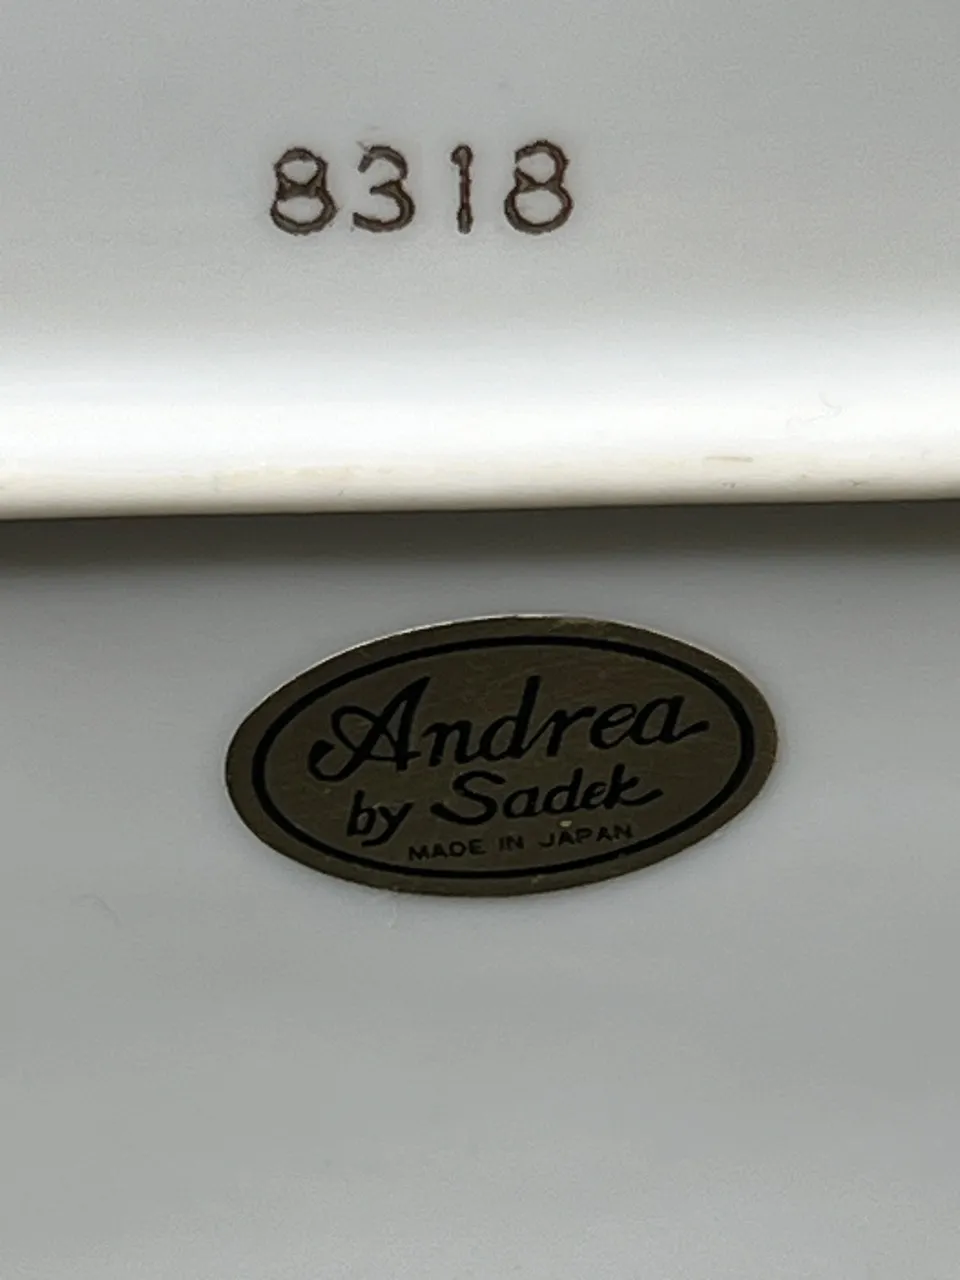 8318
Andrea
by Sadek
MADE IN JAPAN